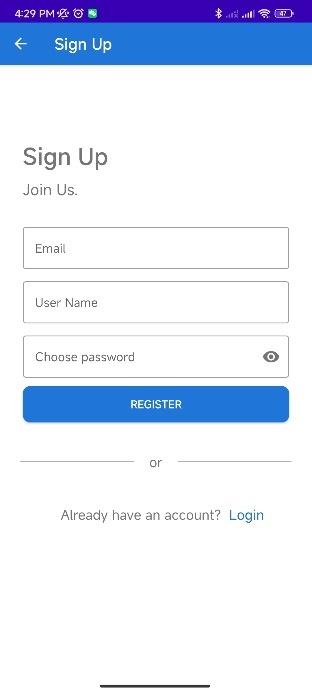 4:29 PM
47
Sign Up
Sign Up
Join Us.
Email
User Name
Choose password
REGISTER
or
Already have an account? Login